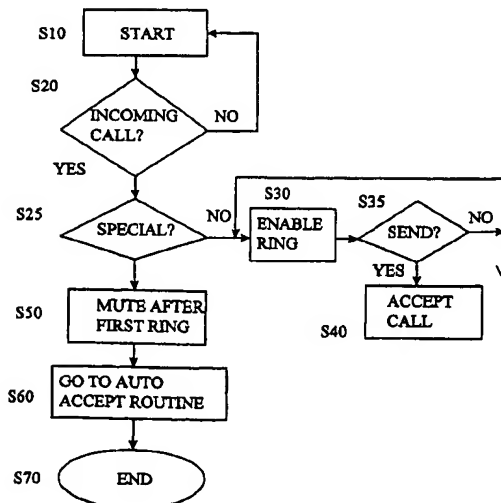 S10
START
S20
INCOMING
CALL?
NO
YES
S25
SPECIAL?
NO
S30
ENABLE
RING
S35
SEND?
NO
YES
S40
ACCEPT
CALL
S50
MUTE AFTER
FIRST RING
S60
GO TO AUTO
ACCEPT ROUTINE
S70
END